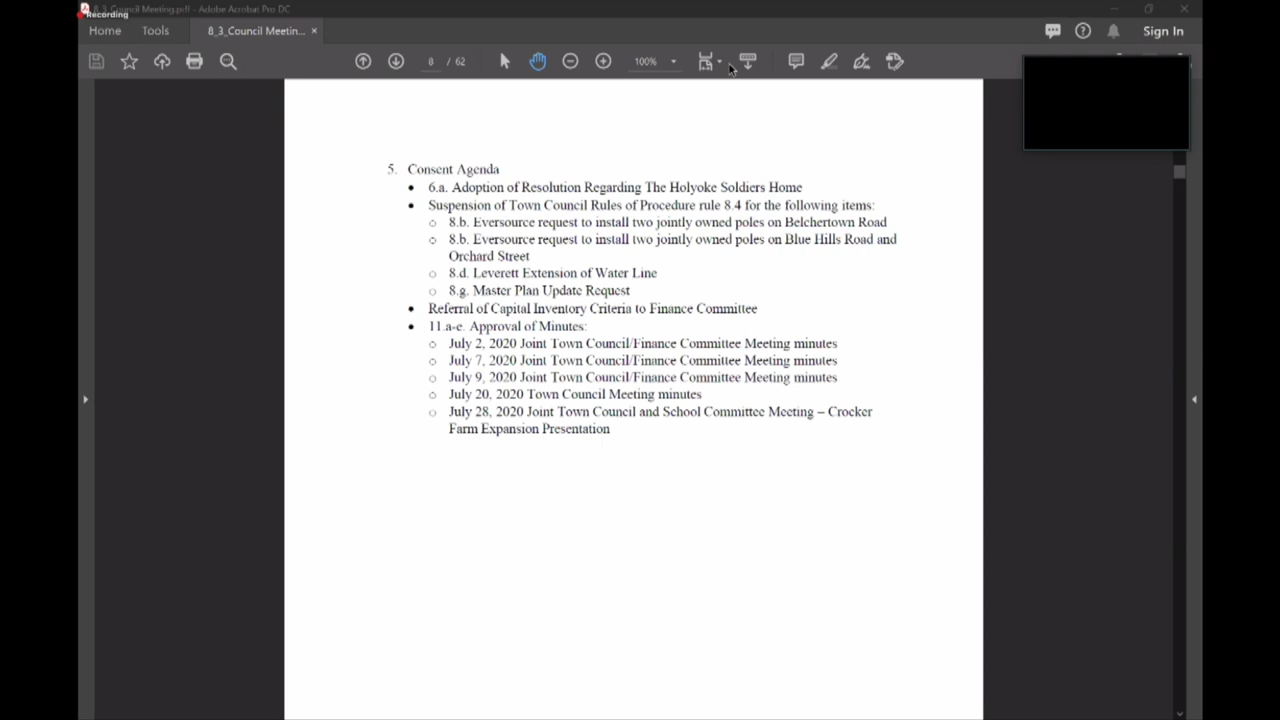 Recording
8_3_Council Meeting.pdf - Adobe Acrobat Pro DC
Home
Tools
8_3_Council Meetin... ×
Sign In
8 / 62
100%
5. Consent Agenda
• 6.a. Adoption of Resolution Regarding The Holyoke Soldiers Home
• Suspension of Town Council Rules of Procedure rule 8.4 for the following items:
○ 8.b. Eversource request to install two jointly owned poles on Belchertown Road
○ 8.b. Eversource request to install two jointly owned poles on Blue Hills Road and
Orchard Street
○ 8.d. Leverett Extension of Water Line
○ 8.g. Master Plan Update Request
• Referral of Capital Inventory Criteria to Finance Committee
• 11.a-e. Approval of Minutes:
○ July 2, 2020 Joint Town Council/Finance Committee Meeting minutes
○ July 7, 2020 Joint Town Council/Finance Committee Meeting minutes
○ July 9, 2020 Joint Town Council/Finance Committee Meeting minutes
○ July 20, 2020 Town Council Meeting minutes
○ July 28, 2020 Joint Town Council and School Committee Meeting – Crocker
Farm Expansion Presentation